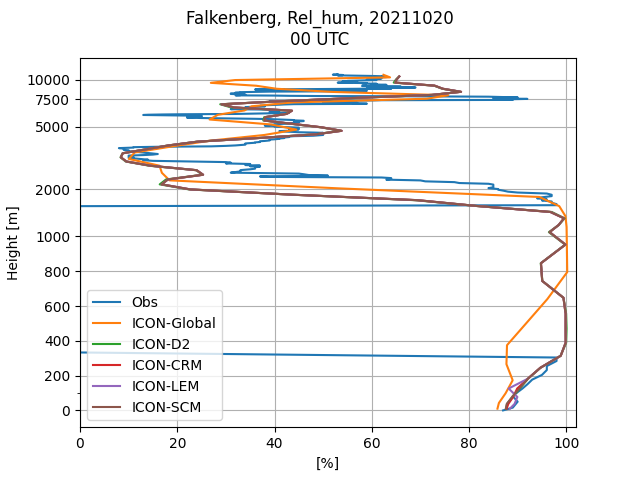 Falkenberg, Rel_hum, 20211020
00 UTC
10000
7500
5000
2000
1000
800
600
400
200
0
Height [m]
Obs
ICON-Global
ICON-D2
ICON-CRM
ICON-LEM
ICON-SCM
0 20 40 60 80 100
[%]